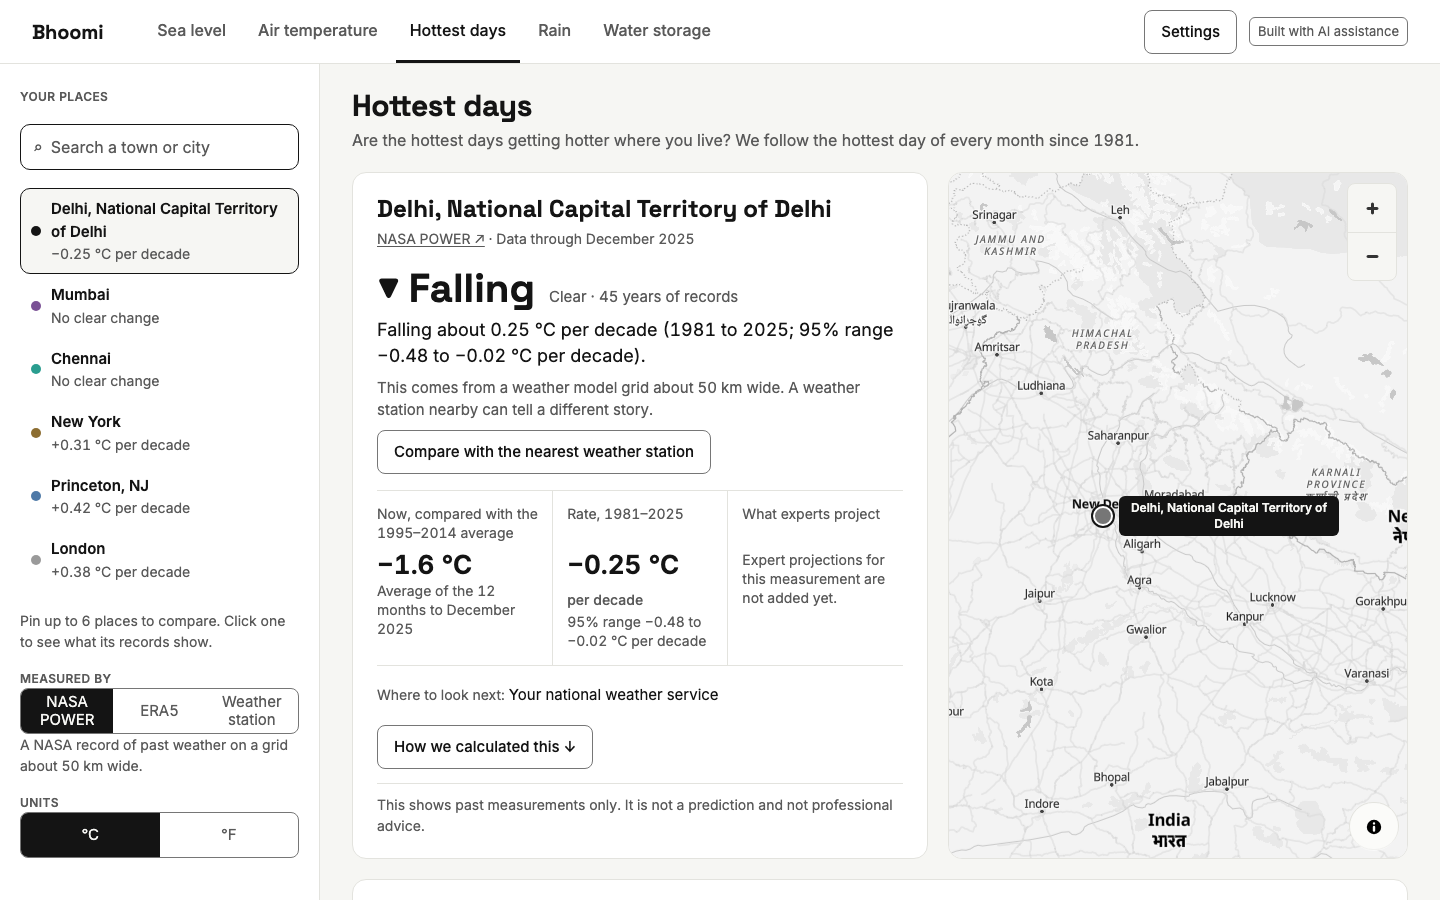 Bhoomi
Sea level
Air temperature
Hottest days
Rain
Water storage
Settings
Built with AI assistance
YOUR PLACES
Search a town or city
Delhi, National Capital Territory
of Delhi
−0.25 °C per decade
Mumbai
No clear change
Chennai
No clear change
New York
+0.31 °C per decade
Princeton, NJ
+0.42 °C per decade
London
+0.38 °C per decade
Pin up to 6 places to compare. Click one
to see what its records show.
MEASURED BY
NASA
POWER
ERA5
Weather
station
A NASA record of past weather on a grid
about 50 km wide.
UNITS
°C
°F
Hottest days
Are the hottest days getting hotter where you live? We follow the hottest day of every month since 1981.
Delhi, National Capital Territory of Delhi
NASA POWER ↗ · Data through December 2025
▼ Falling
Clear · 45 years of records
Falling about 0.25 °C per decade (1981 to 2025; 95% range
−0.48 to −0.02 °C per decade).
This comes from a weather model grid about 50 km wide. A weather
station nearby can tell a different story.
Compare with the nearest weather station
Now, compared with the
1995–2014 average
−1.6 °C
Average of the 12
months to December
2025
Rate, 1981–2025
−0.25 °C
per decade
95% range −0.48 to
−0.02 °C per decade
What experts project
Expert projections for
this measurement are
not added yet.
Where to look next: Your national weather service
How we calculated this ↓
This shows past measurements only. It is not a prediction and not professional
advice.
Srinagar
Leh
JAMMU AND
KASHMIR
ujranwala
گوجرانوالا
Amritsar
HIMACHAL
PRADESH
Ludhiana
Saharanpur
KARNALI
PROVINCE
Moradabad
New De
Delhi, National Capital Territory of
Delhi
Ne
नेप
Aligarh
Agra
Jaipur
Lucknow
Gorakhpu
Kanpur
Gwalior
Varanasi
Kota
pur
Bhopal
Jabalpur
Indore
India
भारत
+
−